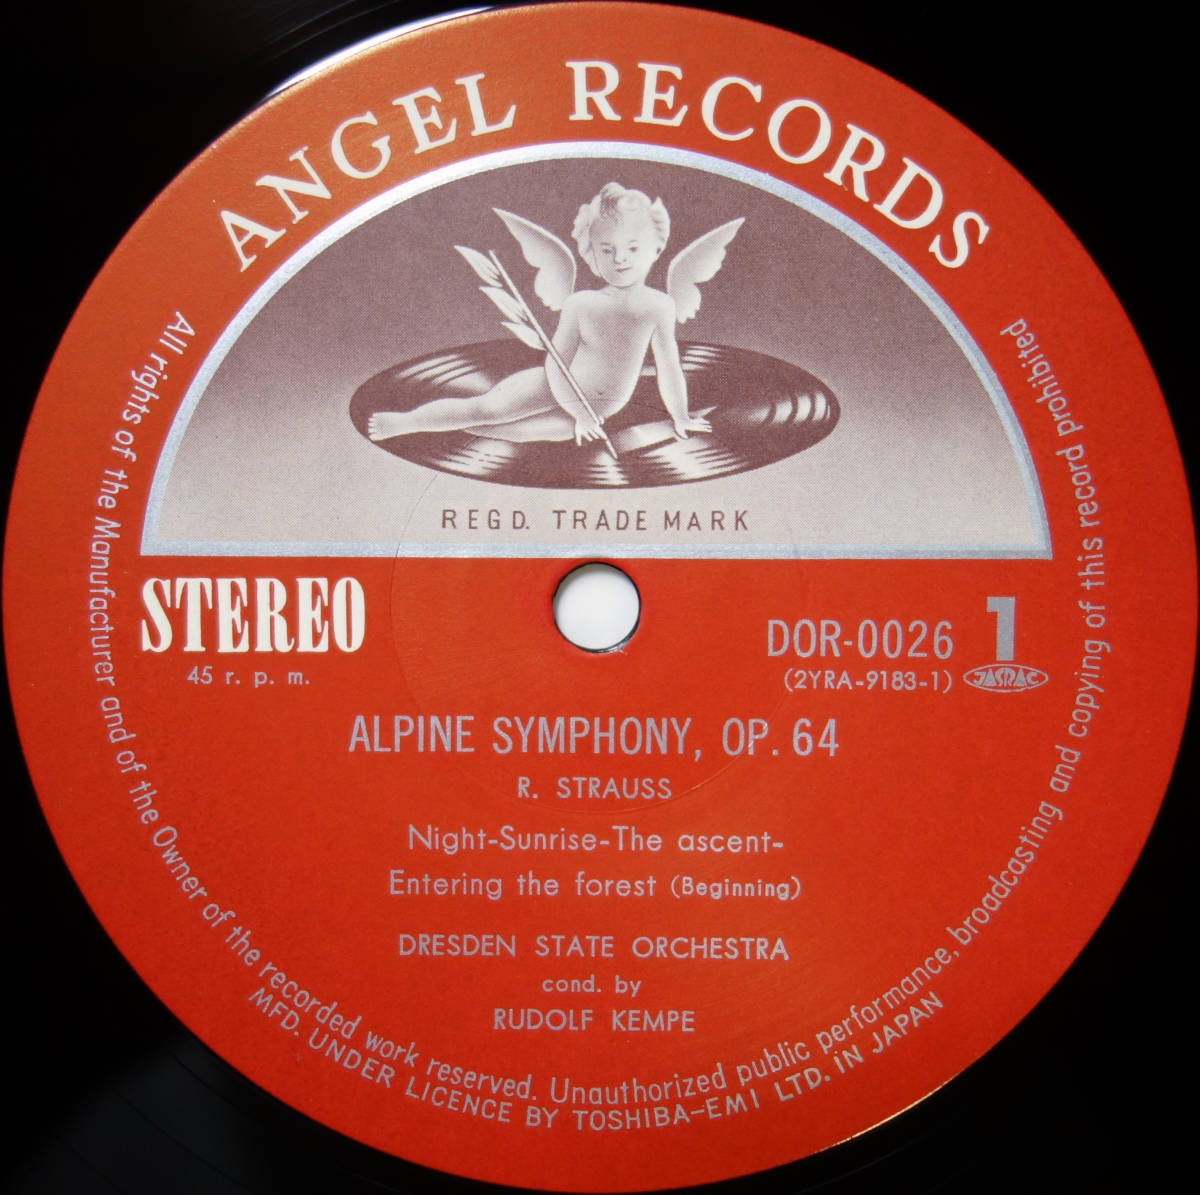 ANGEL RECORDS
REGD. TRADE MARK
STEREO
45 r. p. m.
DOR-0026
1
(2YRA-9183-1)
JASRAC
ALPINE SYMPHONY, OP. 64
R. STRAUSS
Night-Sunrise-The ascent-
Entering the forest (Beginning)
DRESDEN STATE ORCHESTRA
cond. by
RUDOLF KEMPE
All rights of the Manufacturer and of the Owner of the recorded work reserved. Unauthorized public performance, broadcasting and copying of this record prohibited
MFD. UNDER LICENCE BY TOSHIBA-EMI LTD. IN JAPAN